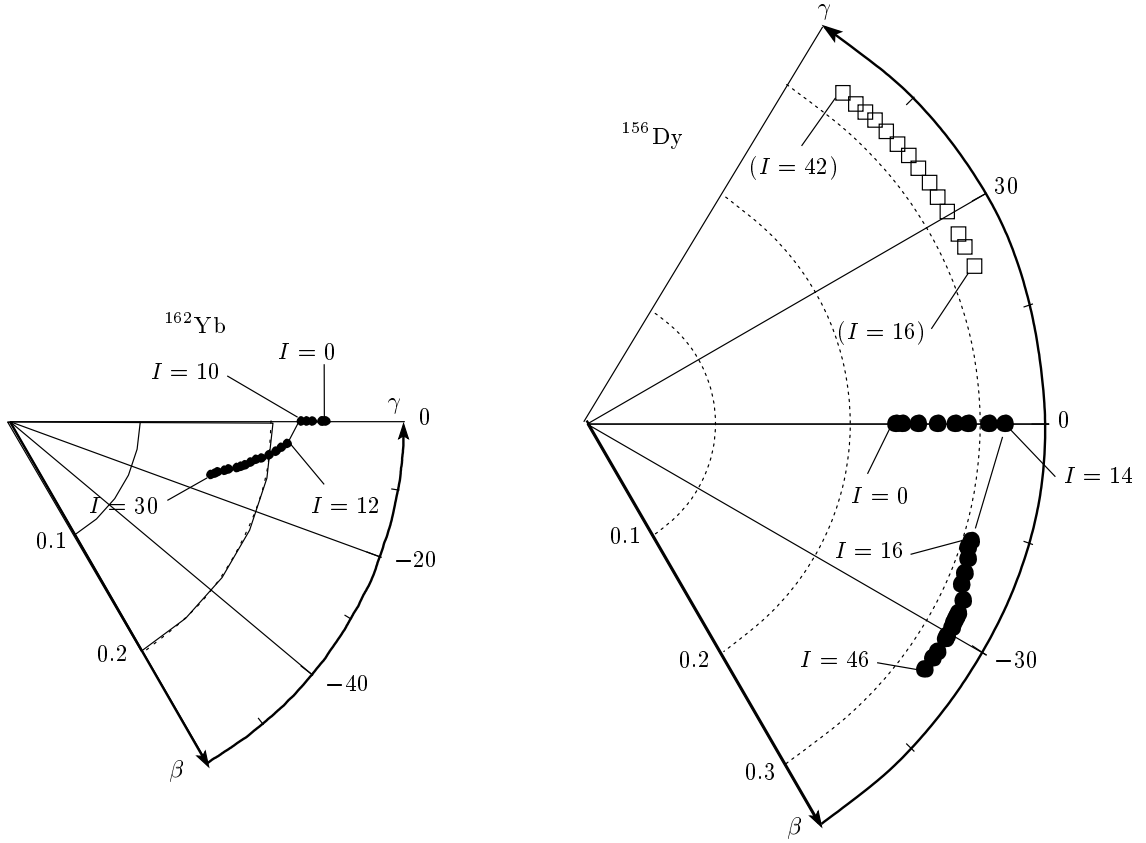 γ
¹⁵⁶Dy
(I = 42)
30
(I = 16)
0
I = 0
I = 14
I = 16
I = 46
−30
0.1
0.2
0.3
β
¹⁶²Yb
I = 0
I = 10
γ
0
I = 30
I = 12
0.1
−20
0.2
−40
β